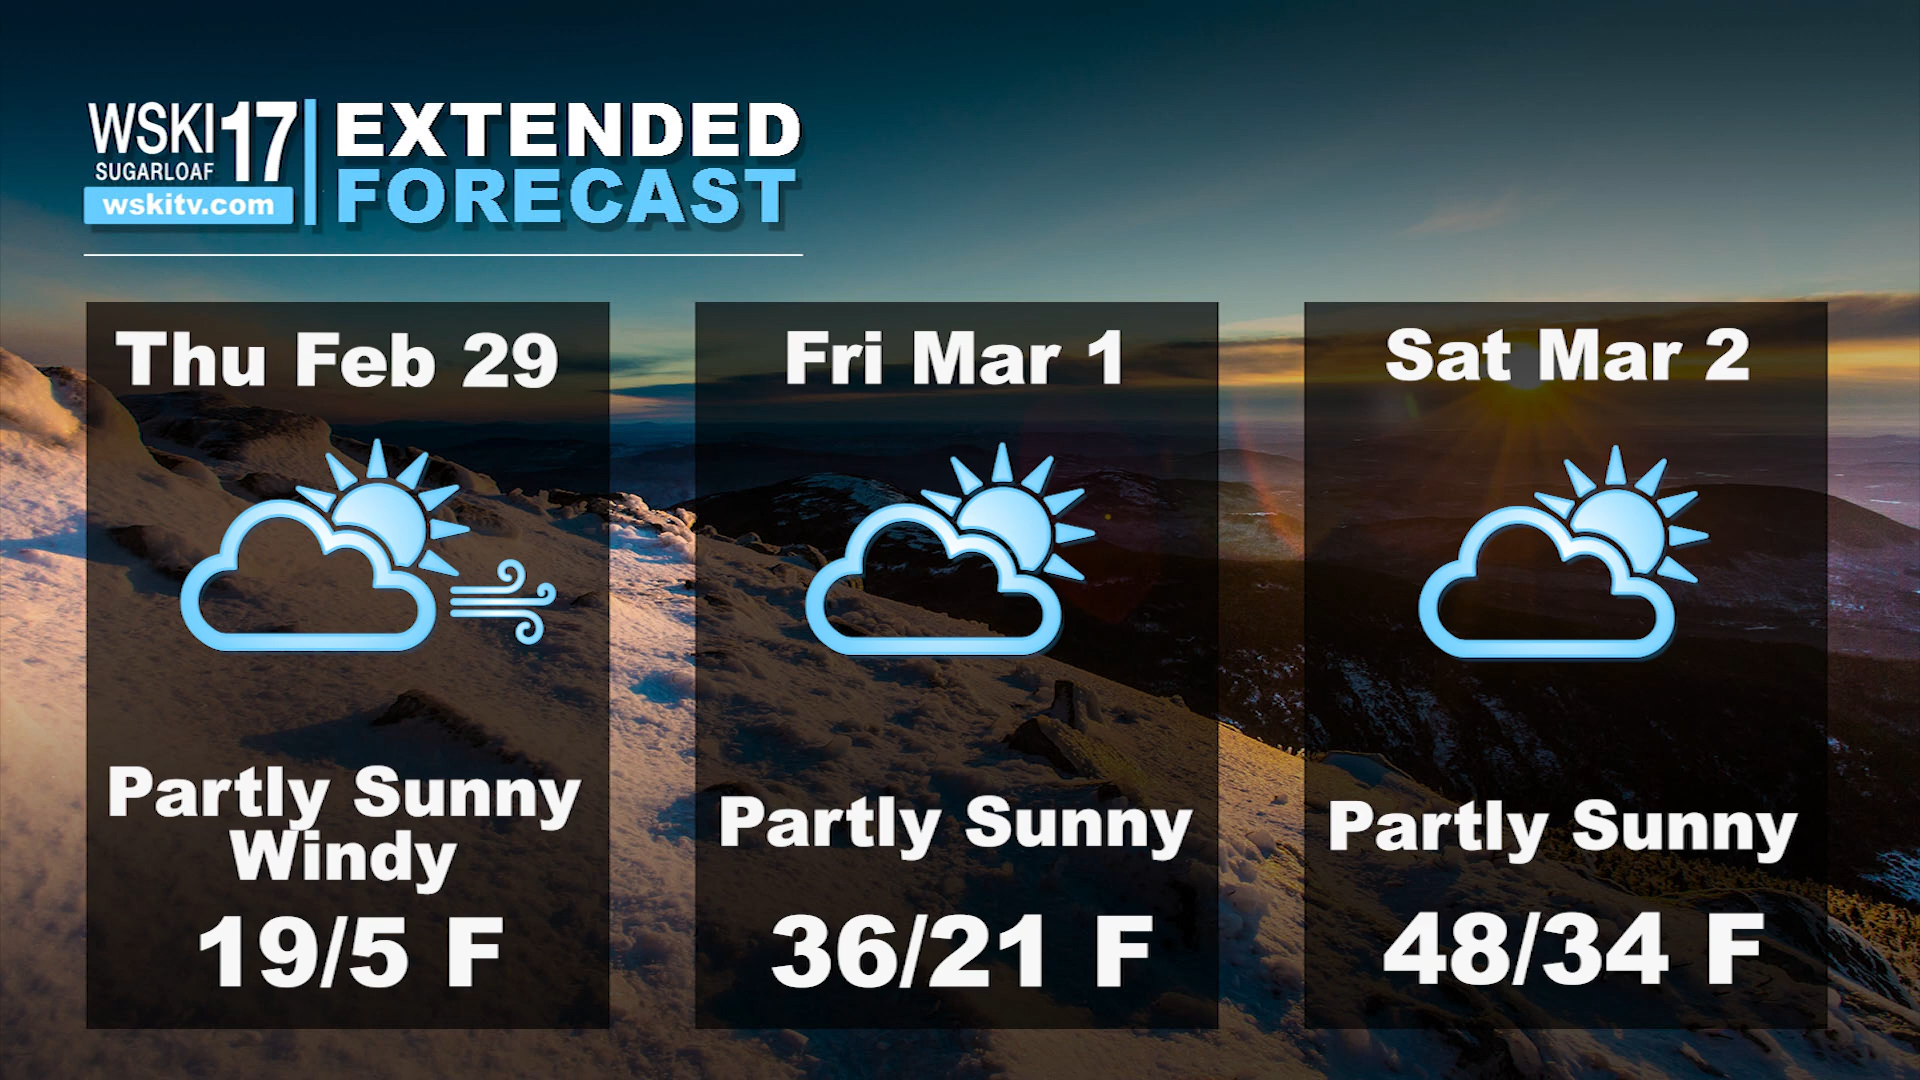 WSKI 17
SUGARLOAF
wskitv.com
EXTENDED
FORECAST
Thu Feb 29
Partly Sunny
Windy
19/5 F
Fri Mar 1
Partly Sunny
36/21 F
Sat Mar 2
Partly Sunny
48/34 F